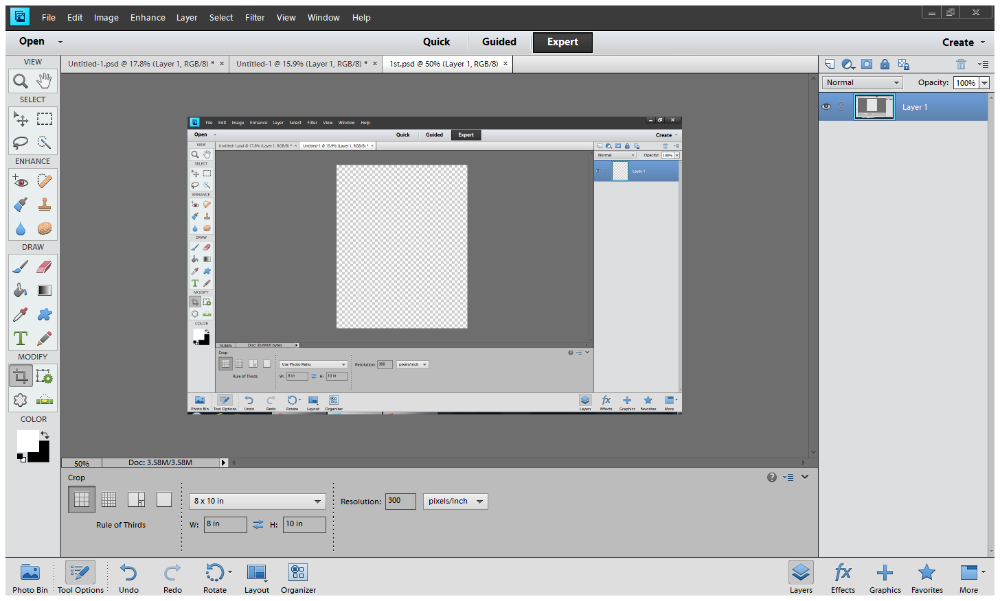 File Edit Image Enhance Layer Select Filter View Window Help
Open Quick Guided Expert Create
VIEW
Untitled-1.psd @ 17.8% (Layer 1, RGB/8) * × Untitled-1 @ 15.9% (Layer 1, RGB/8) * × 1st.psd @ 50% (Layer 1, RGB/8) ×
Normal Opacity: 100%
SELECT
Layer 1
ENHANCE
DRAW
T
MODIFY
COLOR
File Edit Image Enhance Layer Select Filter View Window Help
Open Quick Guided Expert Create
VIEW
Untitled-1.psd @ 17.8% (Layer 1, RGB/8) * × Untitled-1 @ 15.9% (Layer 1, RGB/8) * ×
Normal Opacity: 100%
SELECT
Layer 1
ENHANCE
DRAW
T
MODIFY
COLOR
15.86% Doc: 20.6M/0 bytes
Crop
Use Photo Ratio Resolution: 300 pixels/inch
Rule of Thirds W: 8 in H: 10 in
Photo Bin Tool Options Undo Redo Rotate Layout Organizer Layers fx Effects Graphics Favorites More
50% Doc: 3.58M/3.58M
Crop
8 x 10 in Resolution: 300 pixels/inch
Rule of Thirds W: 8 in H: 10 in
fx
Photo Bin Tool Options Undo Redo Rotate Layout Organizer Layers Effects Graphics Favorites More